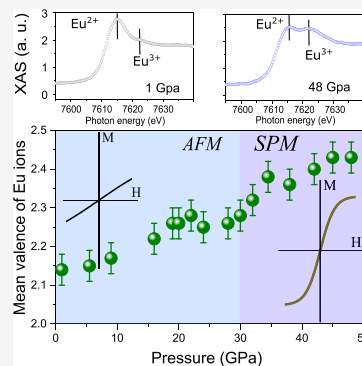 XAS (a. u.)
3
2
1
0
Eu2+
Eu3+
1 Gpa
7600 7610 7620 7630
Photon energy (eV)
Eu2+
Eu3+
48 Gpa
7600 7610 7620 7630
Photon energy (eV)
Mean valence of Eu ions
2.5
2.4
2.3
2.2
2.1
2.0
AFM
SPM
M
H
M
H
0 10 20 30 40
Pressure (GPa)